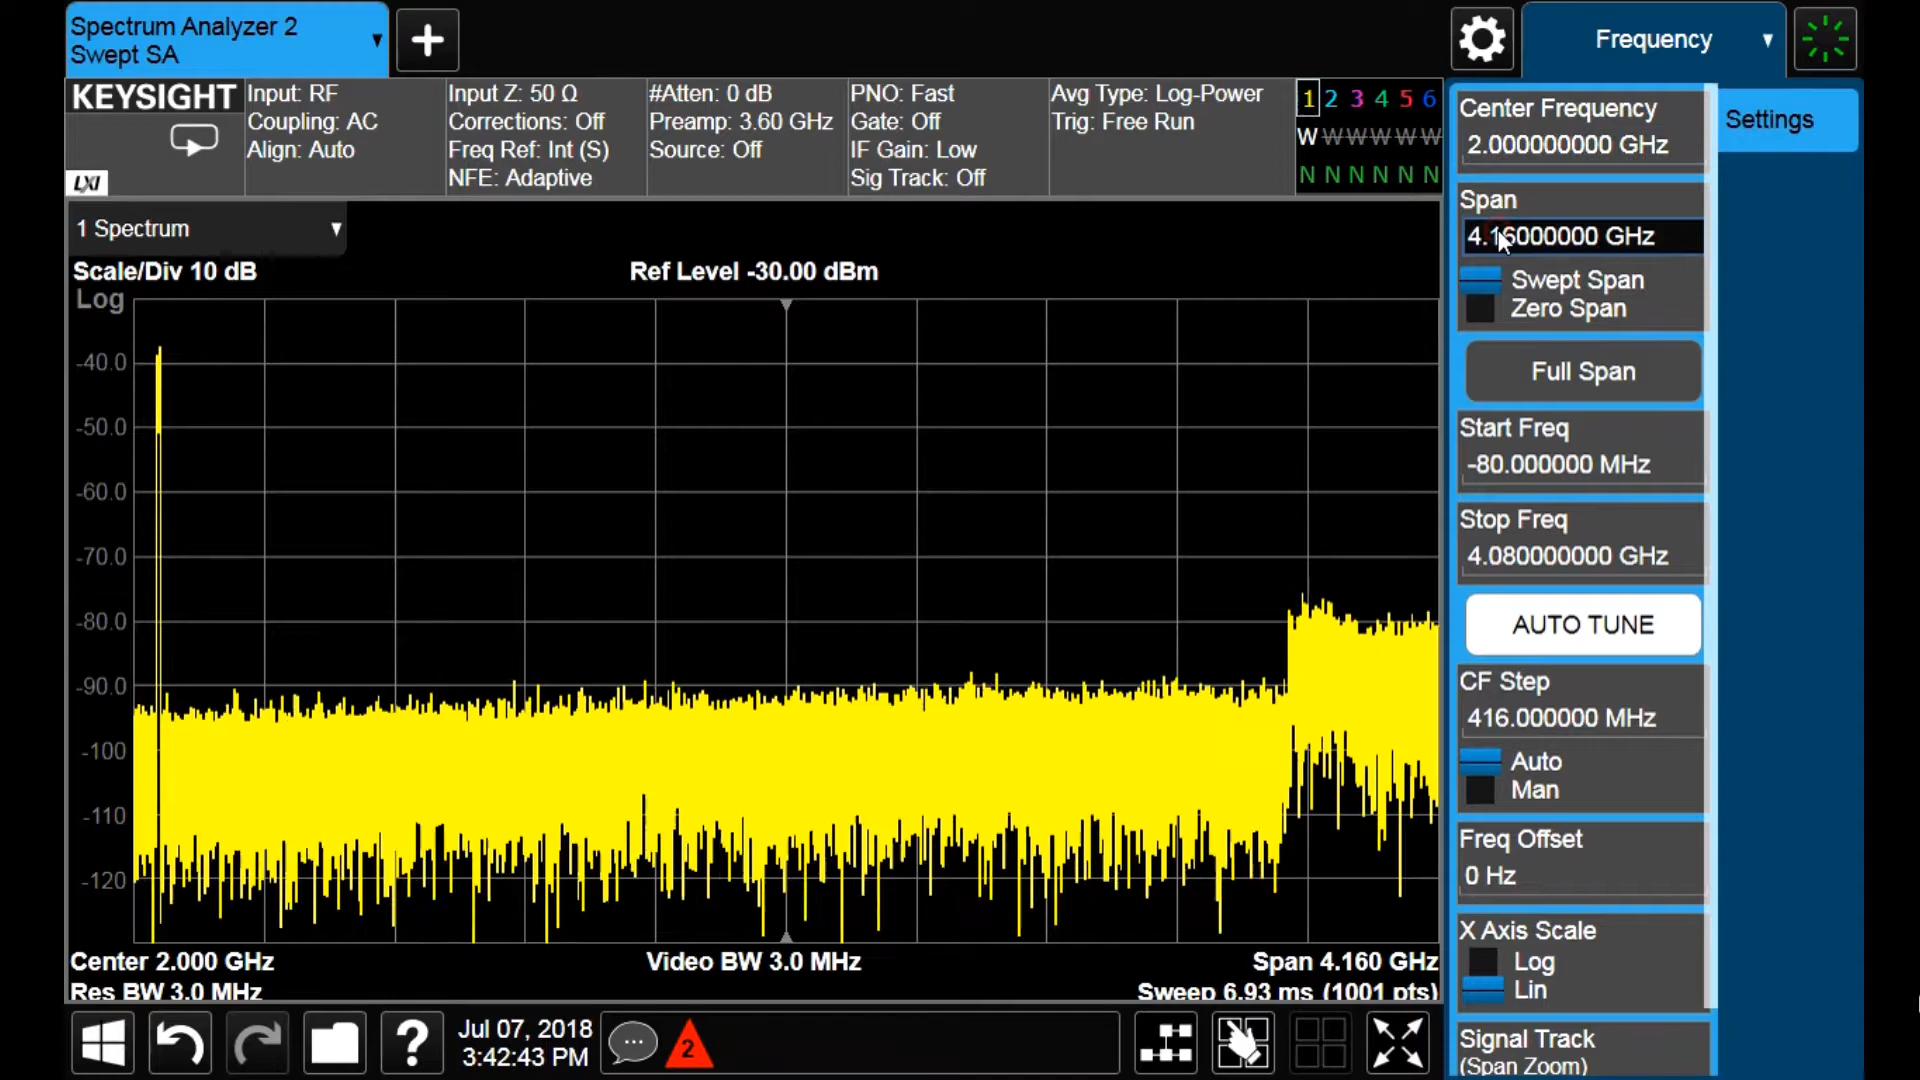 Spectrum Analyzer 2
Swept SA
Frequency
KEYSIGHT
LXI
Input: RF
Coupling: AC
Align: Auto
Input Z: 50 Ω
Corrections: Off
Freq Ref: Int (S)
NFE: Adaptive
#Atten: 0 dB
Preamp: 3.60 GHz
Source: Off
PNO: Fast
Gate: Off
IF Gain: Low
Sig Track: Off
Avg Type: Log-Power
Trig: Free Run
1 2 3 4 5 6
W W W W W W
N N N N N N
1 Spectrum
Scale/Div 10 dB
Ref Level -30.00 dBm
Log
-40.0
-50.0
-60.0
-70.0
-80.0
-90.0
-100
-110
-120
Center 2.000 GHz
Video BW 3.0 MHz
Span 4.160 GHz
Res BW 3.0 MHz
Sweep 6.93 ms (1001 pts)
Center Frequency
2.000000000 GHz
Settings
Span
4.16000000 GHz
Swept Span
Zero Span
Full Span
Start Freq
-80.000000 MHz
Stop Freq
4.080000000 GHz
AUTO TUNE
CF Step
416.000000 MHz
Auto
Man
Freq Offset
0 Hz
X Axis Scale
Log
Lin
Signal Track
(Span Zoom)
?
Jul 07, 2018
3:42:43 PM
2